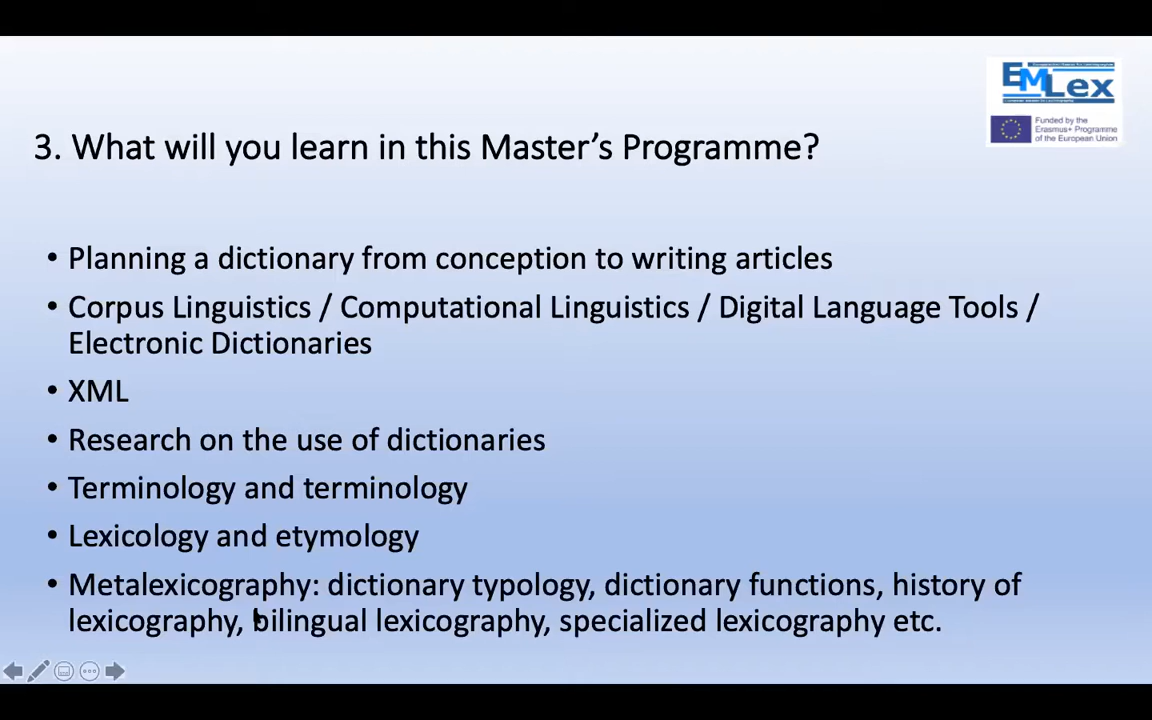 EMLex
Funded by the
Erasmus+ Programme
of the European Union
3. What will you learn in this Master’s Programme?
• Planning a dictionary from conception to writing articles
• Corpus Linguistics / Computational Linguistics / Digital Language Tools /
Electronic Dictionaries
• XML
• Research on the use of dictionaries
• Terminology and terminology
• Lexicology and etymology
• Metalexicography: dictionary typology, dictionary functions, history of
lexicography, bilingual lexicography, specialized lexicography etc.